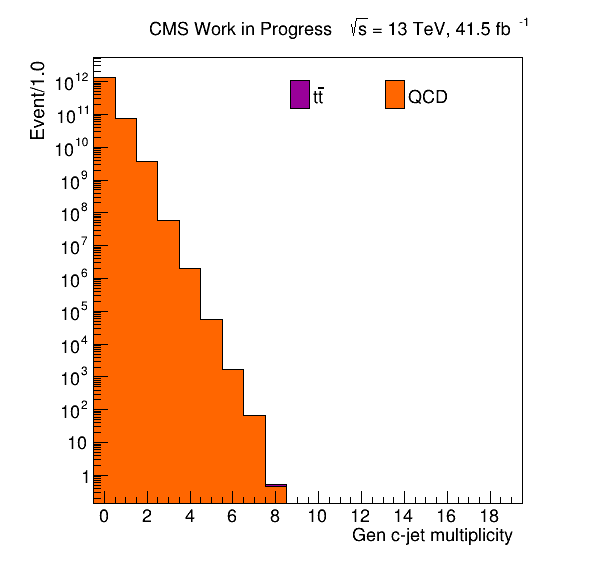 CMS Work in Progress √s = 13 TeV, 41.5 fb⁻¹
Event/1.0
tt̄
QCD
10¹²
10¹¹
10¹⁰
10⁹
10⁸
10⁷
10⁶
10⁵
10⁴
10³
10²
10
1
0 2 4 6 8 10 12 14 16 18
Gen c-jet multiplicity